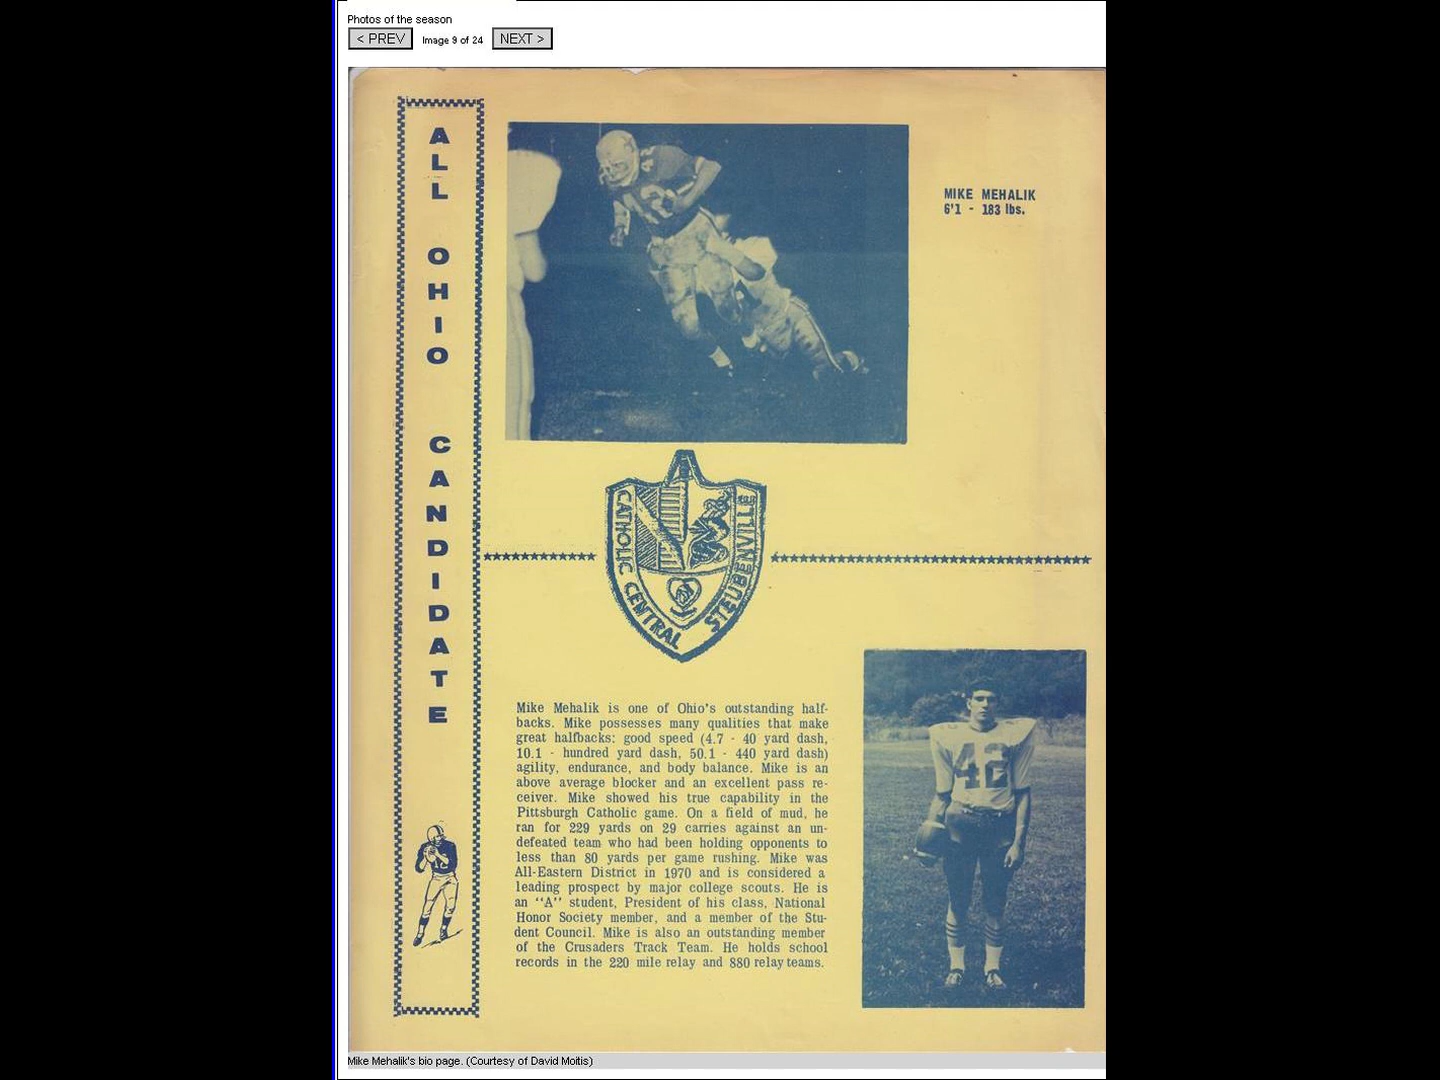 Photos of the season
< PREV Image 9 of 24 NEXT >
ALL OHIO CANDIDATE
MIKE MEHALIK
6'1 - 183 lbs.
CATHOLIC CENTRAL STEUBENVILLE
42
Mike Mehalik is one of Ohio's outstanding half-
backs. Mike possesses many qualities that make
great halfbacks: good speed (4.7 - 40 yard dash,
10.1 - hundred yard dash, 50.1 - 440 yard dash)
agility, endurance, and body balance. Mike is an
above average blocker and an excellent pass re-
ceiver. Mike showed his true capability in the
Pittsburgh Catholic game. On a field of mud, he
ran for 229 yards on 29 carries against an un-
defeated team who had been holding opponents to
less than 80 yards per game rushing. Mike was
All-Eastern District in 1970 and is considered a
leading prospect by major college scouts. He is
an "A" student, President of his class, National
Honor Society member, and a member of the Stu-
dent Council. Mike is also an outstanding member
of the Crusaders Track Team. He holds school
records in the 220 mile relay and 880 relay teams.
42
Mike Mehalik's bio page. (Courtesy of David Moitis)